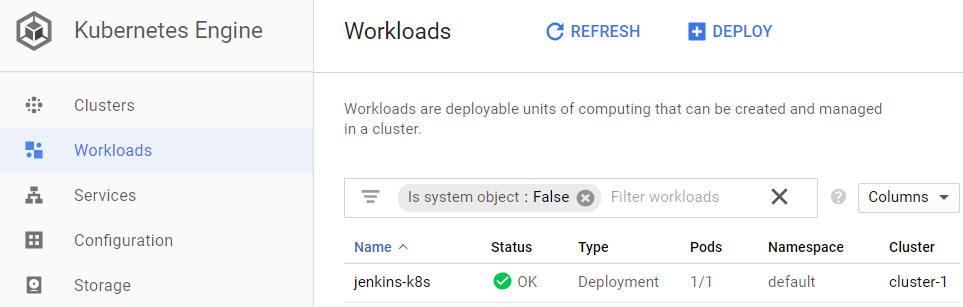 Kubernetes Engine
Workloads
REFRESH
DEPLOY
Clusters
Workloads
Services
Configuration
Storage
Workloads are deployable units of computing that can be created and managed
in a cluster.
Is system object : False
Filter workloads
Columns
Name Status Type Pods Namespace Cluster
jenkins-k8s OK Deployment 1/1 default cluster-1